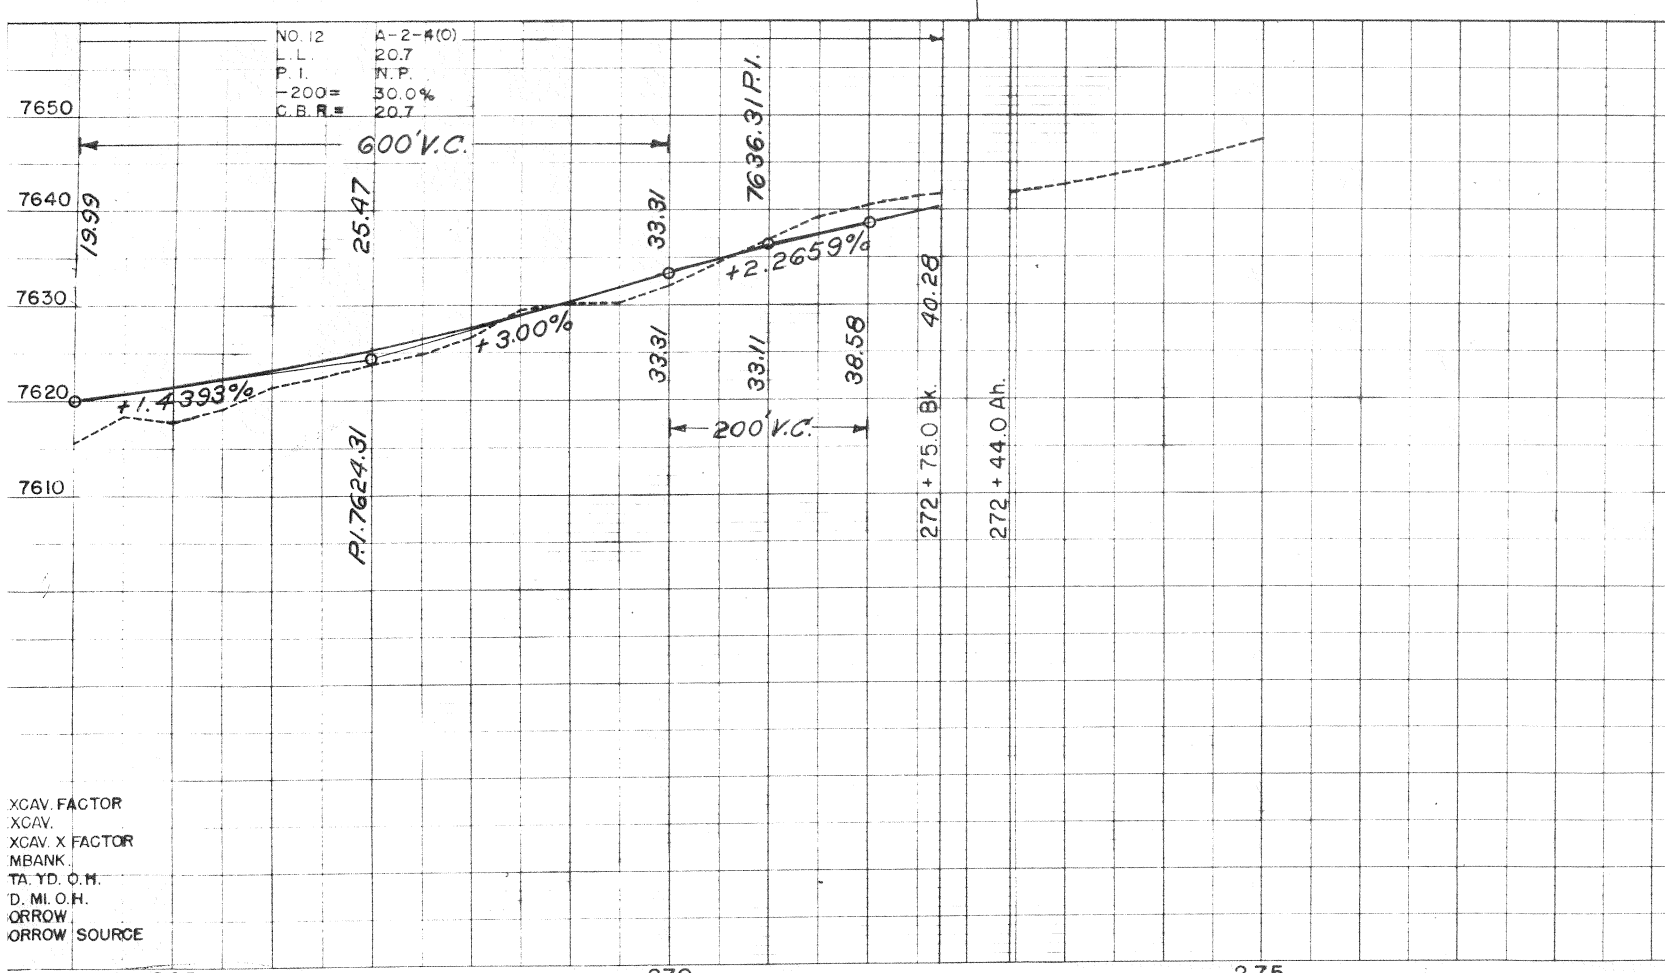 NO. 12 A-2-4(0)
L.L. 20.7
P.I. N.P.
-200= 30.0%
C.B.R.= 20.7
7650
600' V.C.
7636.31 P.I.
7640
19.99
25.47
33.31
+2.2659%
7630
40.28
+3.00%
33.31
33.11
38.58
7620
+1.4393%
200' V.C.
272 + 75.0 Bk.
272 + 44.0 Ah.
P.I. 7624.31
7610
XCAV. FACTOR
XCAV.
XCAV. X FACTOR
MBANK.
TA. YD. O.H.
D. MI. O.H.
ORROW
ORROW SOURCE
270
275